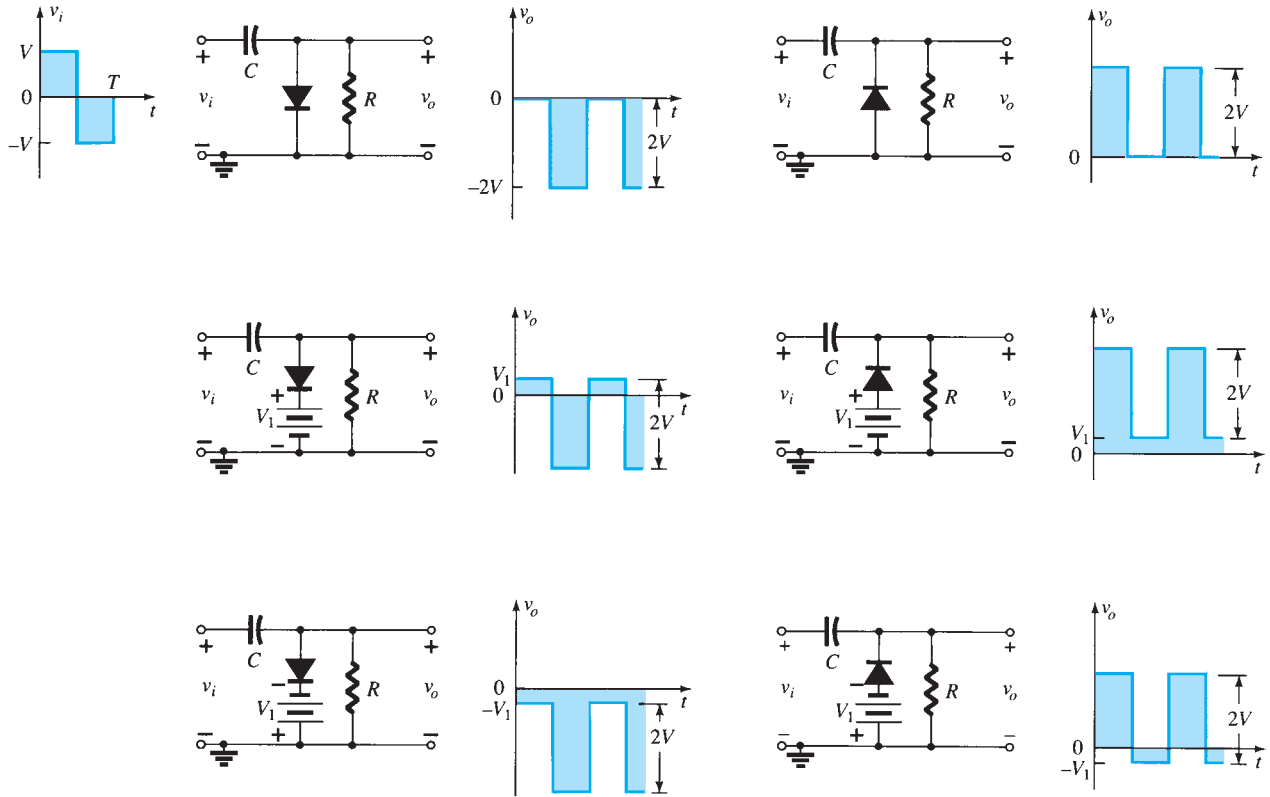 v_i
V
0
T
t
−V
+ C +
v_i R v_o
− −
v_o
0
t
2V
−2V
+ C +
v_i R v_o
− −
v_o
2V
0
t
+ C +
v_i + V_1 − R v_o
− −
v_o
V_1
0
t
2V
+ C +
v_i + V_1 − R v_o
− −
v_o
2V
V_1
0
t
+ C +
v_i − V_1 + R v_o
− −
v_o
0
t
−V_1
2V
+ C +
v_i − V_1 + R v_o
− −
v_o
2V
0
t
−V_1